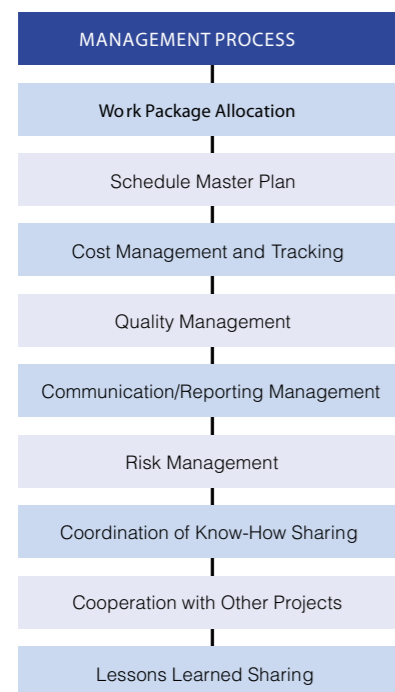 MANAGEMENT PROCESS
Work Package Allocation
Schedule Master Plan
Cost Management and Tracking
Quality Management
Communication/Reporting Management
Risk Management
Coordination of Know-How Sharing
Cooperation with Other Projects
Lessons Learned Sharing